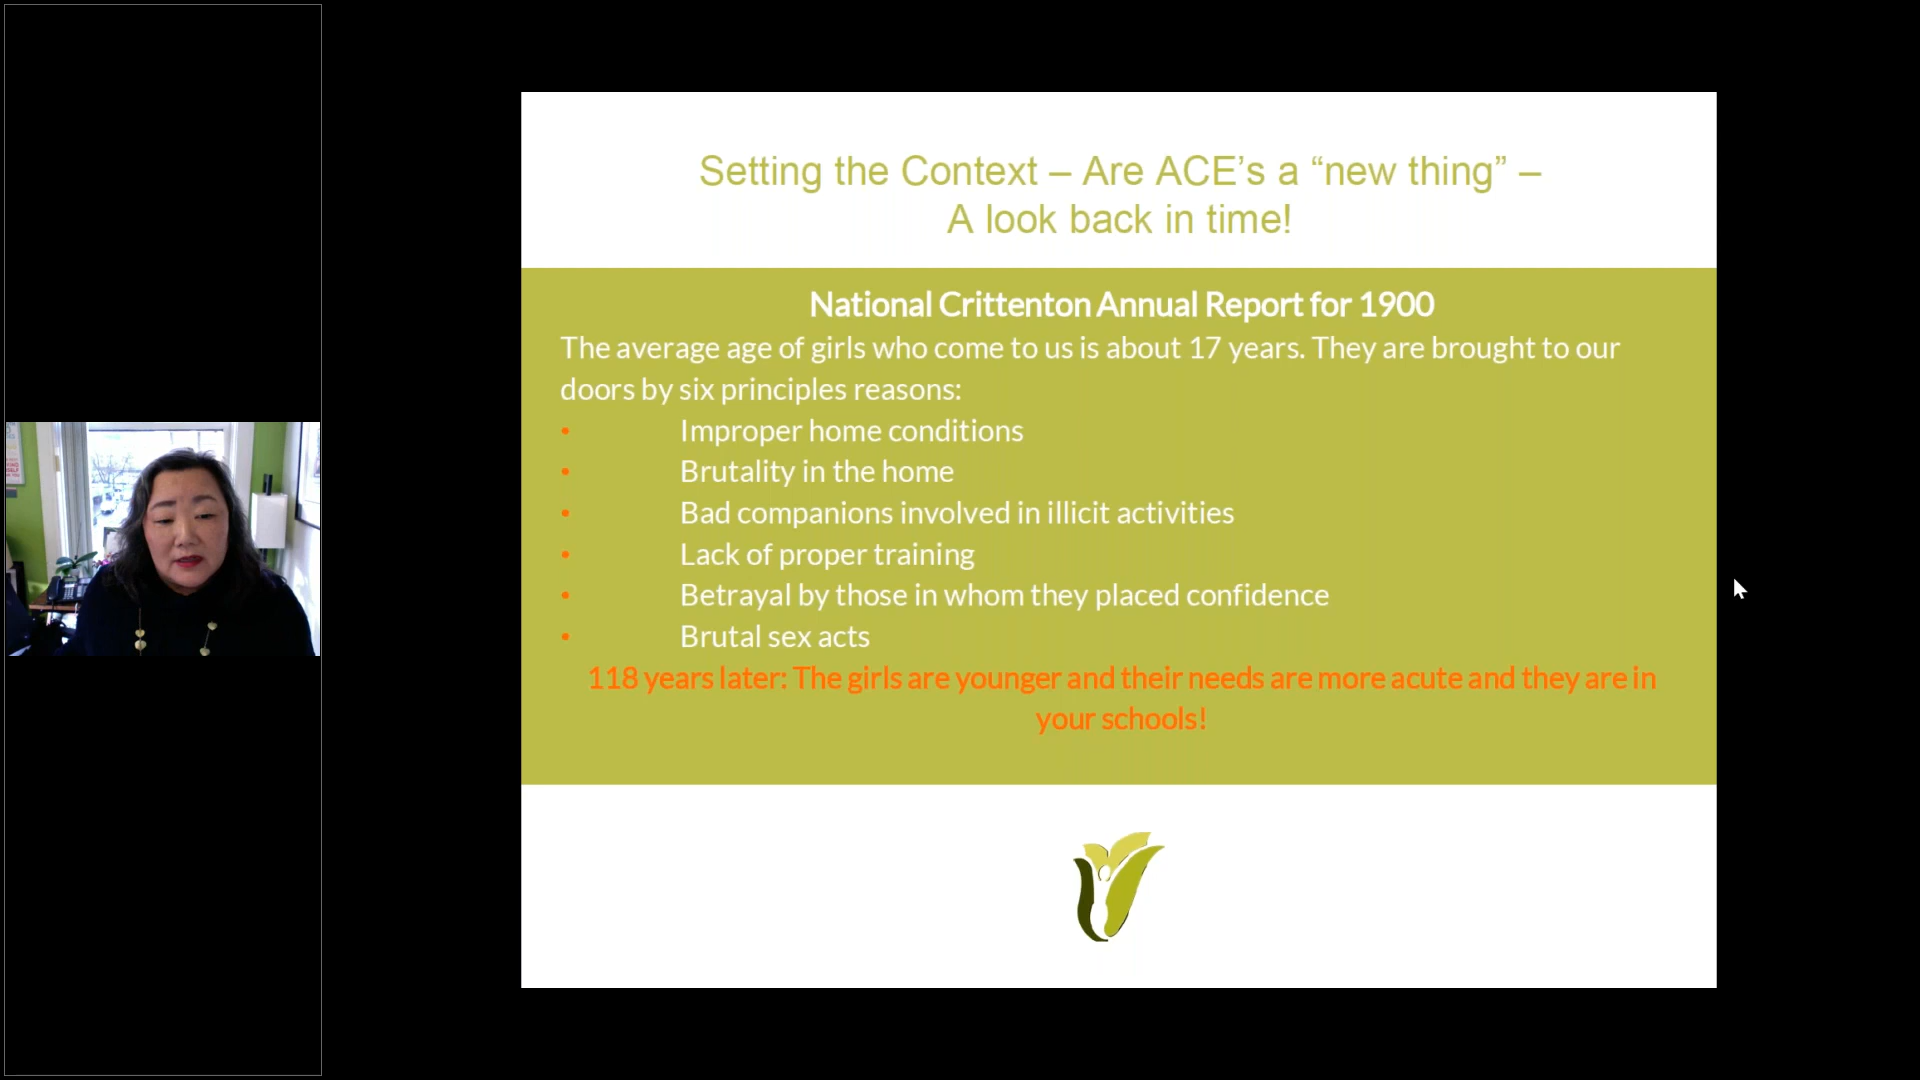 Setting the Context – Are ACE’s a “new thing” –
A look back in time!
National Crittenton Annual Report for 1900
The average age of girls who come to us is about 17 years. They are brought to our
doors by six principles reasons:
• Improper home conditions
• Brutality in the home
• Bad companions involved in illicit activities
• Lack of proper training
• Betrayal by those in whom they placed confidence
• Brutal sex acts
118 years later: The girls are younger and their needs are more acute and they are in
your schools!